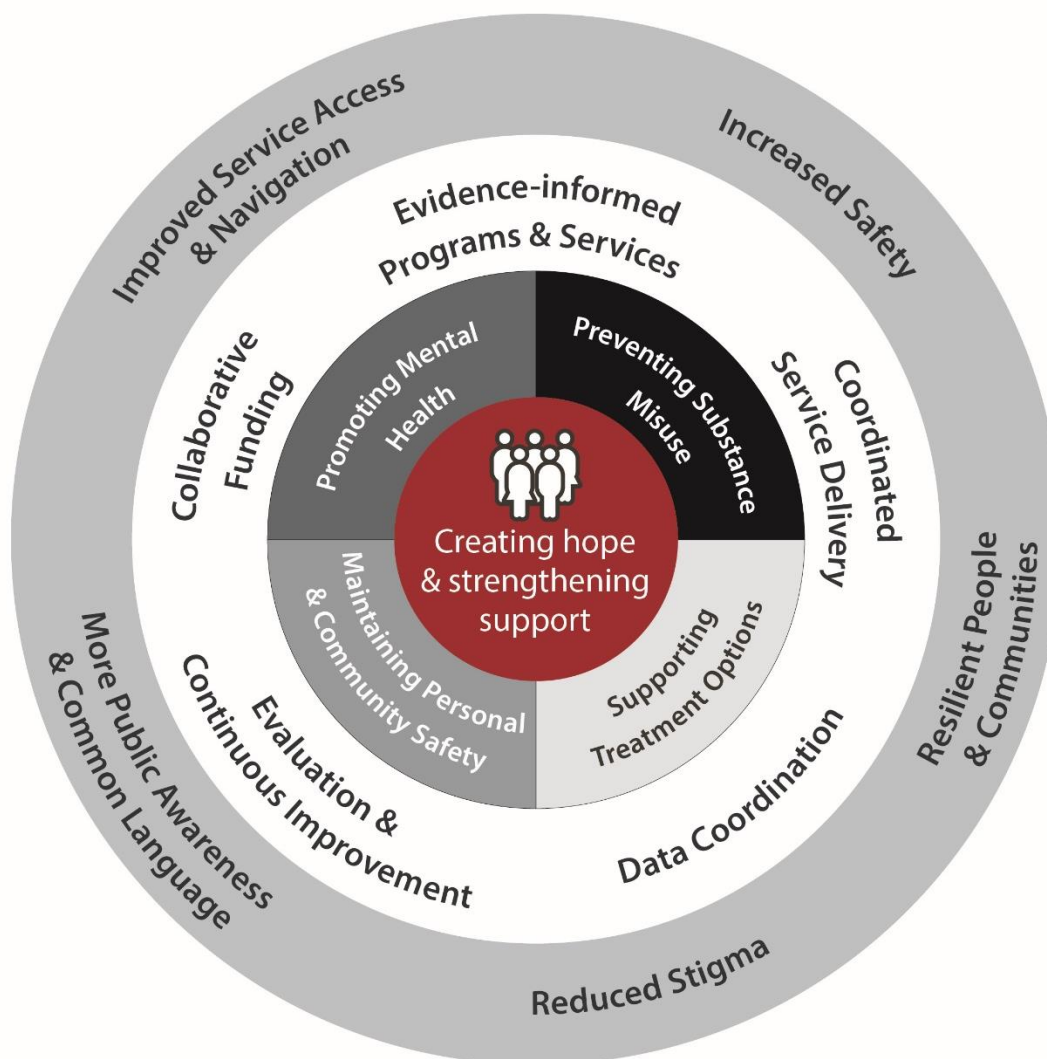 Improved Service Access
& Navigation
Increased Safety
Resilient People
& Communities
Reduced Stigma
More Public Awareness
& Common Language
Evidence-informed
Programs & Services
Coordinated
Service Delivery
Data Coordination
Evaluation &
Continuous Improvement
Collaborative
Funding
Promoting Mental
Health
Preventing Substance
Misuse
Supporting
Treatment Options
Maintaining Personal
& Community Safety
Creating hope
& strengthening
support